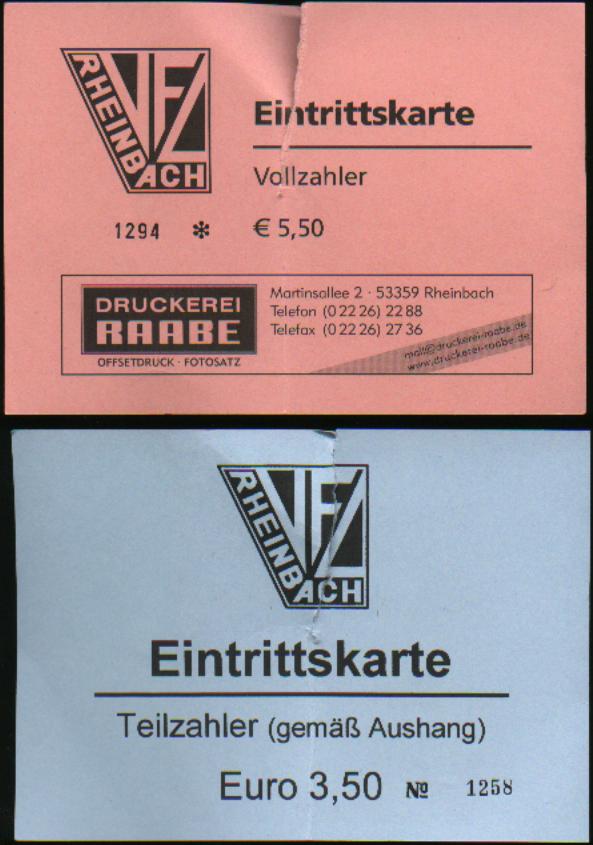 VFL
RHEINBACH
Eintrittskarte
Vollzahler
1294 * € 5,50
DRUCKEREI
RAABE
OFFSETDRUCK · FOTOSATZ
Martinsallee 2 · 53359 Rheinbach
Telefon (0 22 26) 22 88
Telefax (0 22 26) 27 36
mail@druckerei-raabe.de
www.druckerei-raabe.de
VFL
RHEINBACH
Eintrittskarte
Teilzahler (gemäß Aushang)
Euro 3,50 № 1258